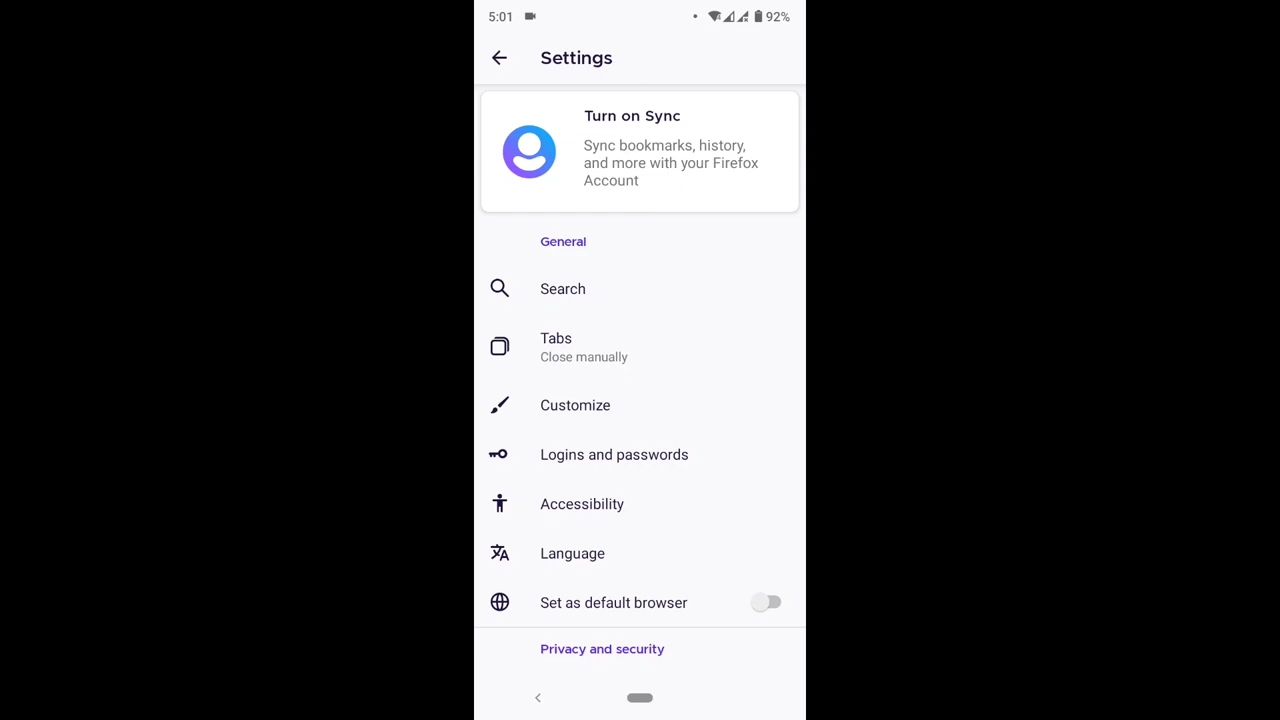 5:01
92%
Settings
Turn on Sync
Sync bookmarks, history,
and more with your Firefox
Account
General
Search
Tabs
Close manually
Customize
Logins and passwords
Accessibility
Language
Set as default browser
Privacy and security